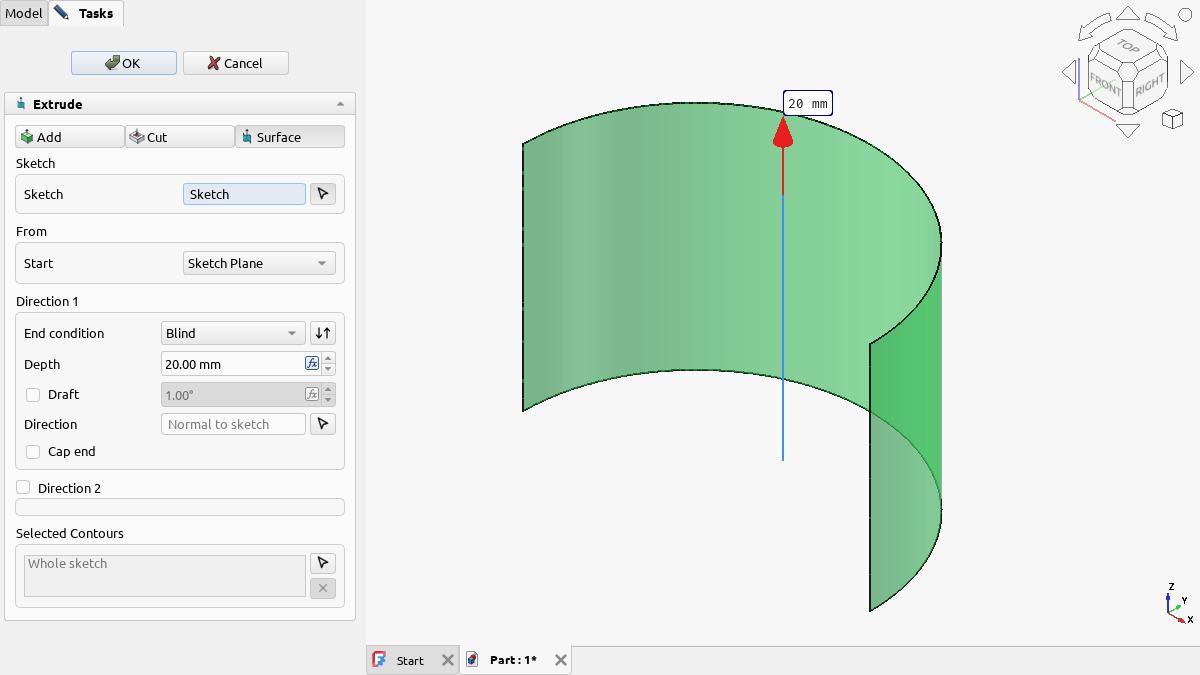 Model
Tasks
OK
Cancel
Extrude
Add
Cut
Surface
Sketch
Sketch
Sketch
From
Start
Sketch Plane
Direction 1
End condition
Blind
Depth
20.00 mm
fx
Draft
1.00°
fx
Direction
Normal to sketch
Cap end
Direction 2
Selected Contours
Whole sketch
20 mm
TOP
FRONT
RIGHT
Z
Y
X
Start
Part : 1*